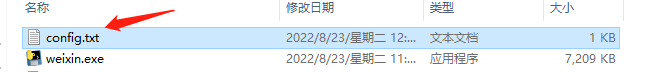 名称 修改日期 类型 大小
config.txt 2022/8/23/星期二 12:... 文本文档 1 KB
weixin.exe 2022/8/23/星期二 11:... 应用程序 7,209 KB